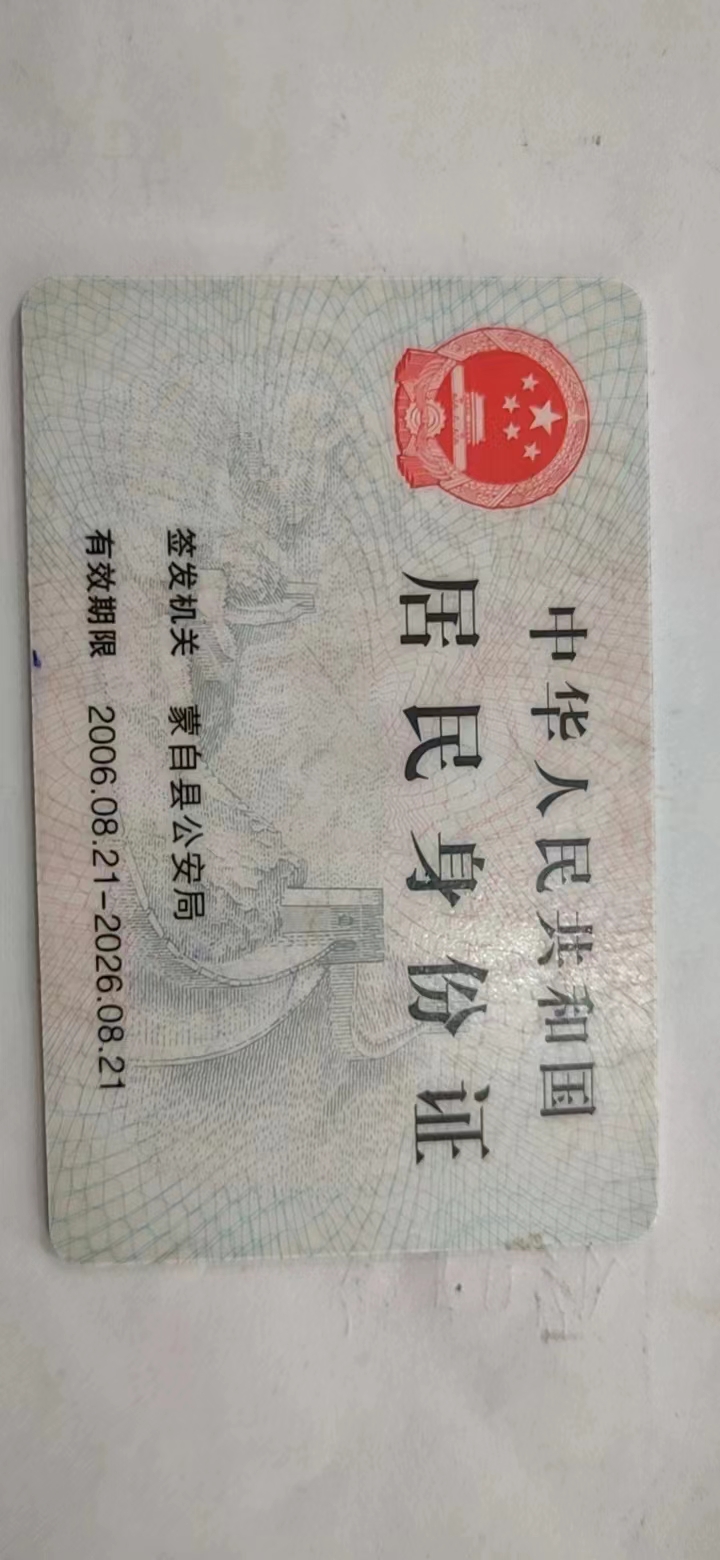 中华人民共和国
居民身份证
签发机关 蒙自县公安局
有效期限 2006.08.21-2026.08.21